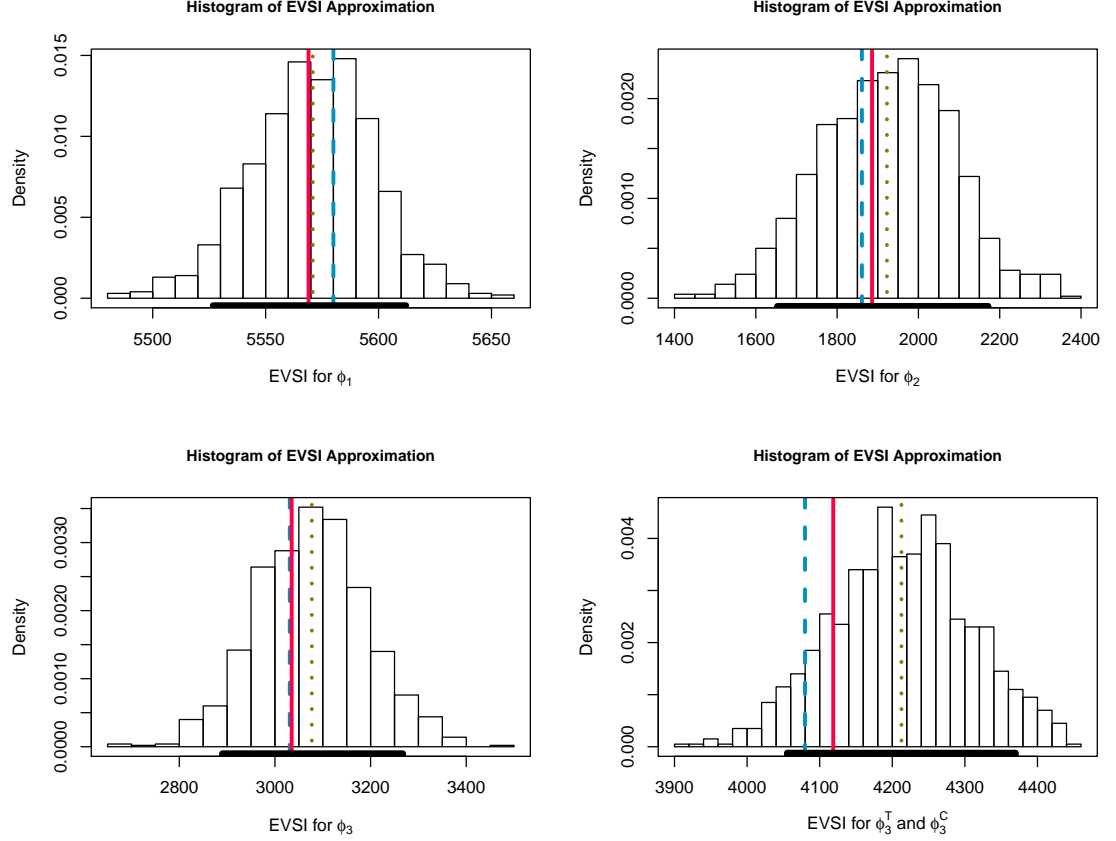 Histogram of EVSI Approximation
Density
0.000 0.005 0.010 0.015
5500 5550 5600 5650
EVSI for ϕ1
Histogram of EVSI Approximation
Density
0.0000 0.0010 0.0020
1400 1600 1800 2000 2200 2400
EVSI for ϕ2
Histogram of EVSI Approximation
Density
0.0000 0.0010 0.0020 0.0030
2800 3000 3200 3400
EVSI for ϕ3
Histogram of EVSI Approximation
Density
0.000 0.002 0.004
3900 4000 4100 4200 4300 4400
EVSI for ϕ3^T and ϕ3^C